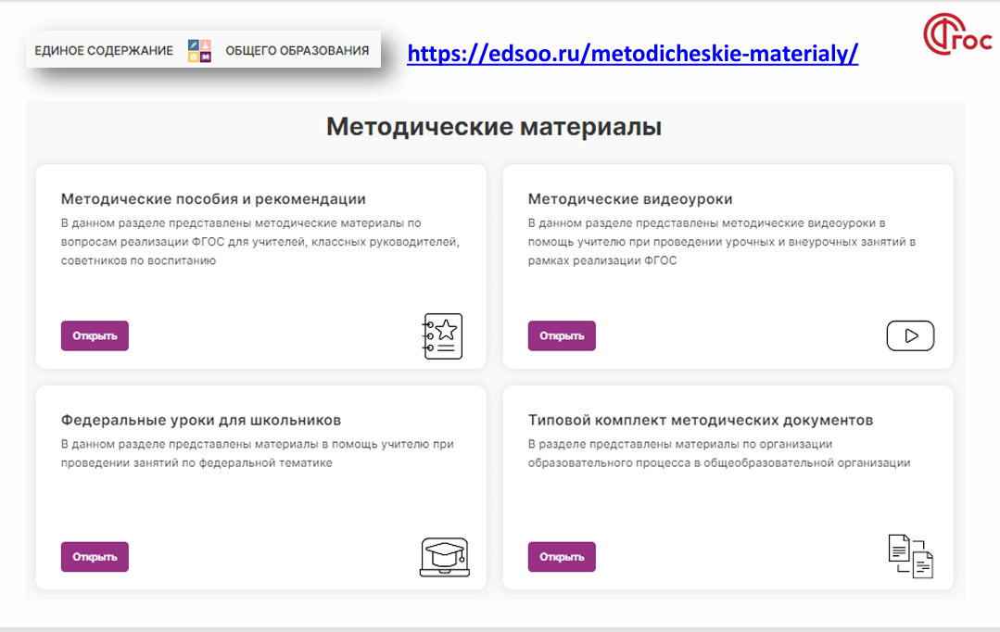 ЕДИНОЕ СОДЕРЖАНИЕ ОБЩЕГО ОБРАЗОВАНИЯ
https://edsoo.ru/metodicheskie-materialy/
ФГОС
Методические материалы
Методические пособия и рекомендации
В данном разделе представлены методические материалы по
вопросам реализации ФГОС для учителей, классных руководителей,
советников по воспитанию
Открыть
Методические видеоуроки
В данном разделе представлены методические видеоуроки в
помощь учителю при проведении урочных и внеурочных занятий в
рамках реализации ФГОС
Открыть
Федеральные уроки для школьников
В данном разделе представлены материалы в помощь учителю при
проведении занятий по федеральной тематике
Открыть
Типовой комплект методических документов
В разделе представлены материалы по организации
образовательного процесса в общеобразовательной организации
Открыть